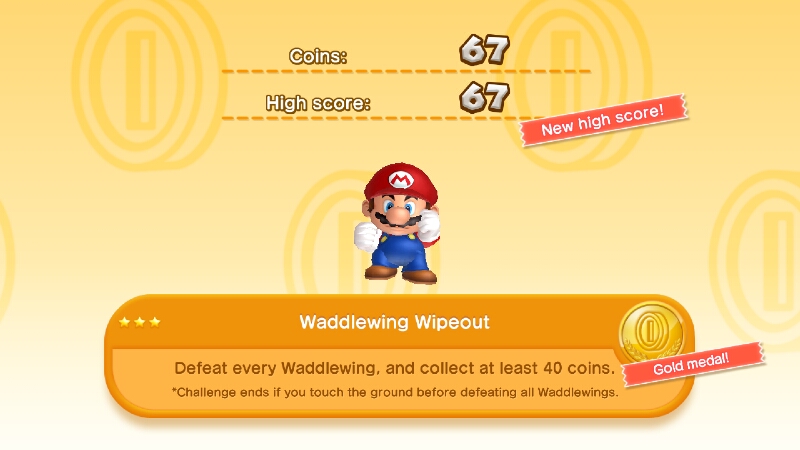 Coins: 67
High score: 67
New high score!
M
Waddlewing Wipeout
Defeat every Waddlewing, and collect at least 40 coins.
Gold medal!
*Challenge ends if you touch the ground before defeating all Waddlewings.